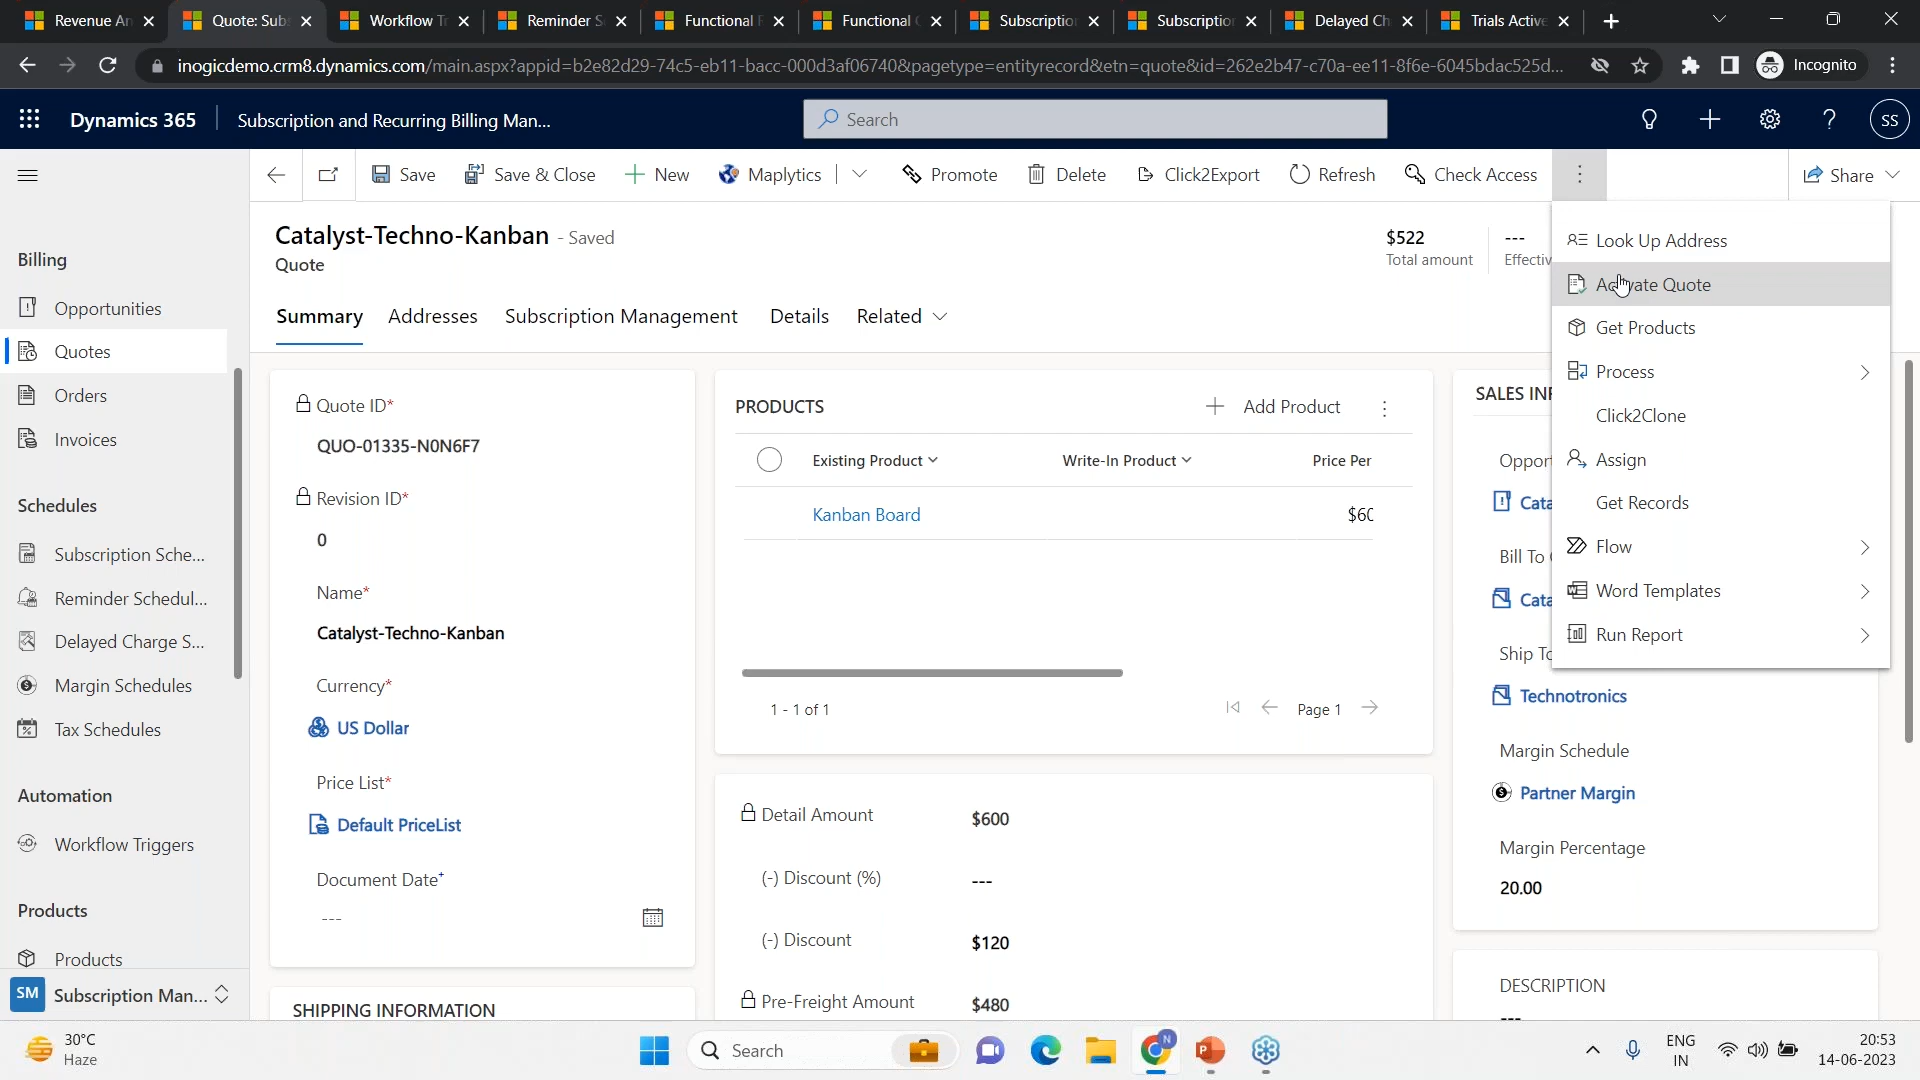 Revenue An
Quote: Sub
Workflow Tr
Reminder S
Functional F
Functional C
Subscriptio
Subscriptio
Delayed Ch
Trials Active
inogicdemo.crm8.dynamics.com/main.aspx?appid=b2e82d29-74c5-eb11-bacc-000d3af06740&pagetype=entityrecord&etn=quote&id=262e2b47-c70a-ee11-8f6e-6045bdac525d...
Incognito
Dynamics 365
Subscription and Recurring Billing Man...
Search
SS
Save
Save & Close
New
Maplytics
Promote
Delete
Click2Export
Refresh
Check Access
Share
Catalyst-Techno-Kanban - Saved
Quote
$522
Total amount
---
Effectiv
Summary
Addresses
Subscription Management
Details
Related
Look Up Address
Activate Quote
Get Products
Process
Click2Clone
Assign
Get Records
Flow
Word Templates
Run Report
Billing
Opportunities
Quotes
Orders
Invoices
Schedules
Subscription Sche...
Reminder Schedul...
Delayed Charge S...
Margin Schedules
Tax Schedules
Automation
Workflow Triggers
Products
Products
SM
Subscription Man...
Quote ID*
QUO-01335-N0N6F7
Revision ID*
0
Name*
Catalyst-Techno-Kanban
Currency*
US Dollar
Price List*
Default PriceList
Document Date+
---
SHIPPING INFORMATION
PRODUCTS
Add Product
Existing Product
Write-In Product
Price Per
Kanban Board
$60
1 - 1 of 1
Page 1
Detail Amount
$600
(-) Discount (%)
---
(-) Discount
$120
Pre-Freight Amount
$480
SALES INF
Opport
Cata
Bill To
Cata
Ship To
Technotronics
Margin Schedule
Partner Margin
Margin Percentage
20.00
DESCRIPTION
---
30°C
Haze
Search
N
ENG
IN
20:53
14-06-2023